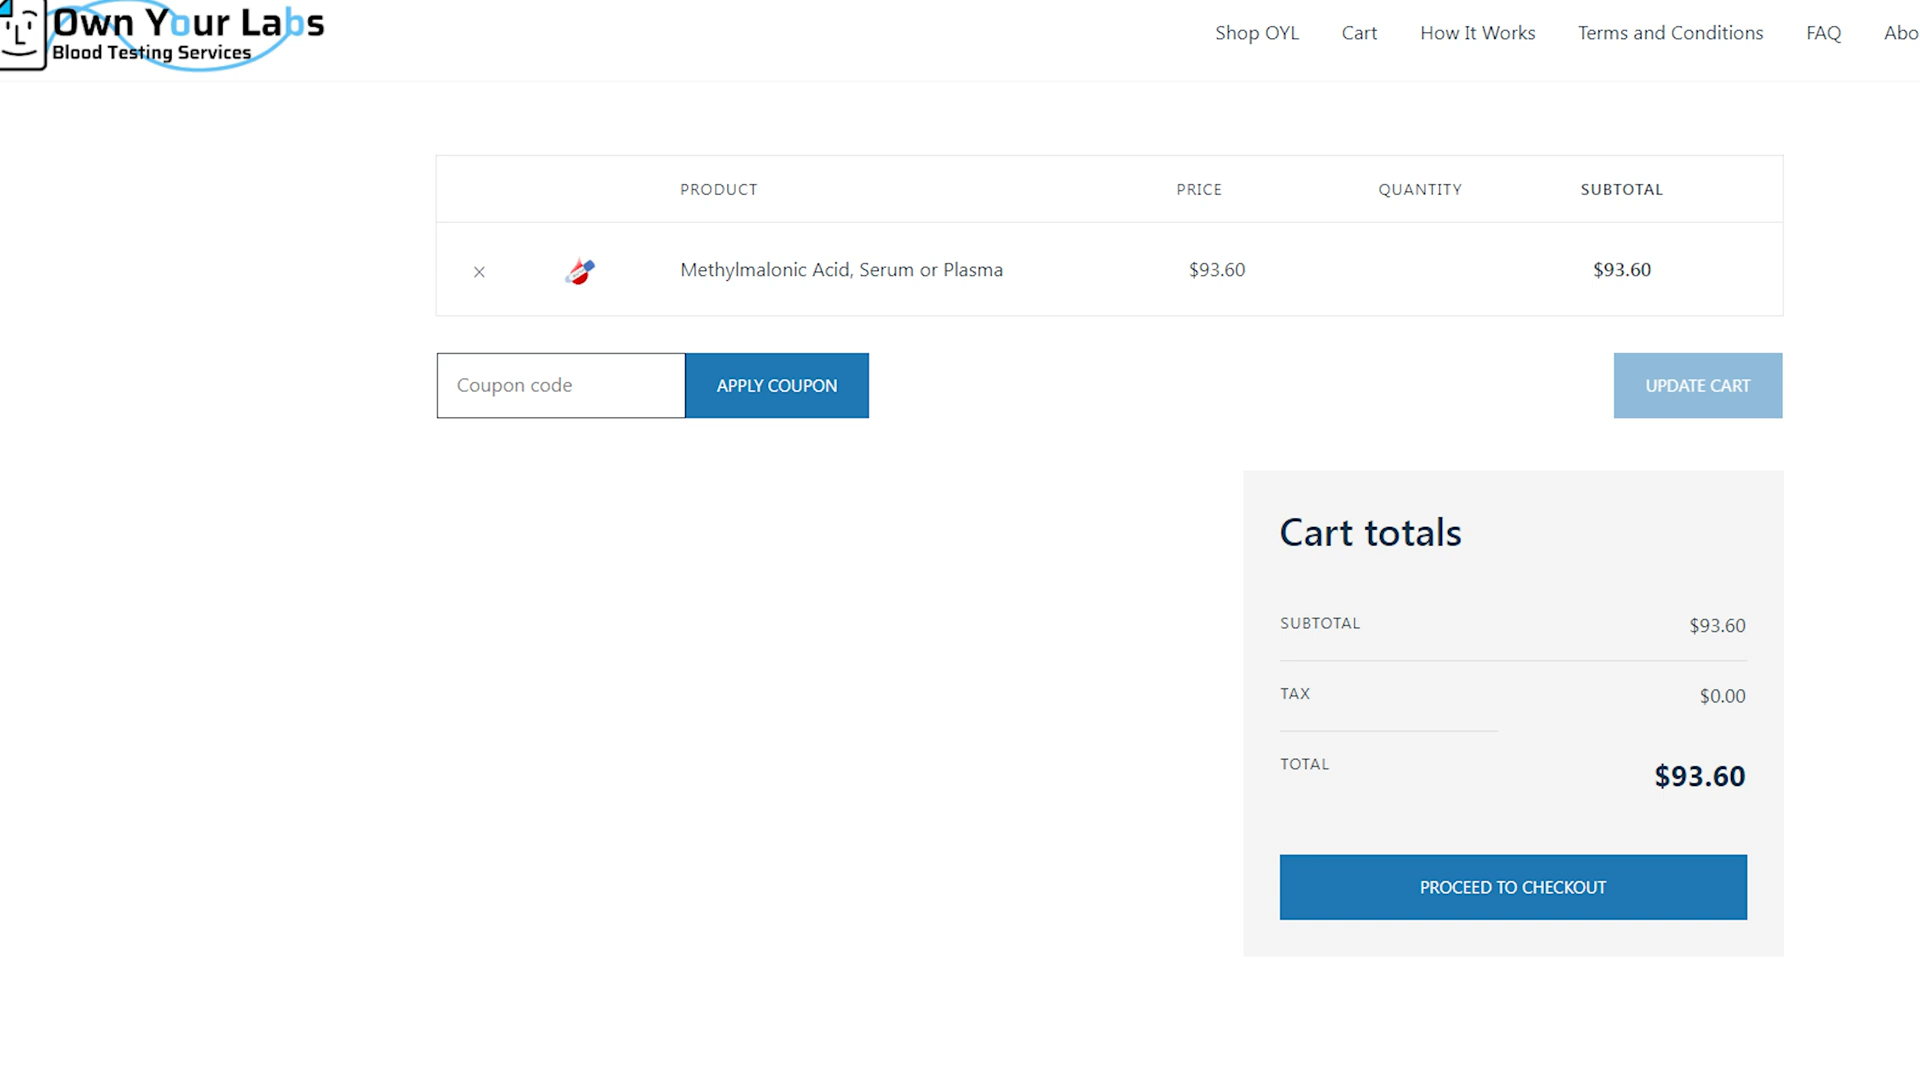 Own Your Labs
Blood Testing Services
Shop OYL Cart How It Works Terms and Conditions FAQ Abo
PRODUCT PRICE QUANTITY SUBTOTAL
× Methylmalonic Acid, Serum or Plasma $93.60 $93.60
Coupon code APPLY COUPON UPDATE CART
Cart totals
SUBTOTAL $93.60
TAX $0.00
TOTAL $93.60
PROCEED TO CHECKOUT